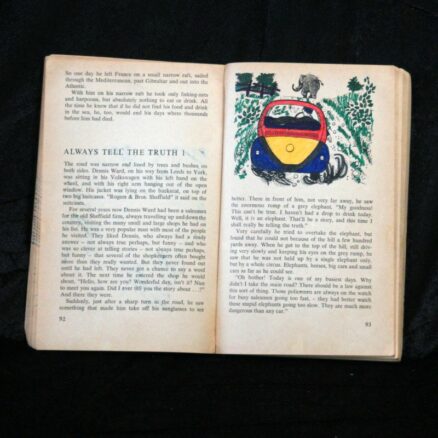 So one day he left France on a small narrow raft, sailed
through the Mediterranean, past Gibraltar and out into the
Atlantic.
With him on his narrow raft he took only fishing-nets
and harpoons, but absolutely nothing to eat or drink. All
the time he knew that if he did not find his food and drink
in the sea, he, too, would end his days where thousands
before him had died.
ALWAYS TELL THE TRUTH !
The road was narrow and lined by trees and bushes on
both sides. Dennis Ward, on his way from Leeds to York,
was sitting in his Volkswagen with his left hand on the
wheel, and with his right arm hanging out of the open
window. His jacket was lying on the backseat, on top of
two big suitcases. "Rogers & Bros. Sheffield" it said on the
suitcases.
For several years now Dennis Ward had been a salesman
for the old Sheffield firm, always travelling up and down the
country, visiting the many small and large shops he had on
his list. He was a very popular man with most of the people
he visited. They liked Dennis, who always had a ready
answer – not always true perhaps, but funny – and who
was so clever at telling stories – not always true perhaps,
but funny – that several of the shopkeepers often bought
more than they really wanted. But they never found out
until he had left. They never got a chance to say a word
about it. The next time he entered the shop he would
say, "Hello, how are you? Wonderful day, isn't it? Nice
to meet you again. Did I ever tell you the story about ...?"
And there they were.
Suddenly, just after a sharp turn in the road, he saw
something that made him take off his sunglasses to see
92
better. There in front of him, not very far away, he saw
the enormous rump of a grey elephant. "My goodness!
This can't be true. I haven't had a drop to drink today.
Well, it is an elephant. That'll be a story, and this time I
shall really be telling the truth."
Very carefully he tried to overtake the elephant, but
found that he could not because of the hill a few hundred
yards away. When he got to the top of the hill, still driving
very slowly and keeping his eyes on the grey rump, he
saw that he was not held up by a single elephant only,
but by a whole circus. Elephants, horses, big cars and small
cars as far as he could see.
"Oh bother! Today is one of my busiest days. Why
didn't I take the main road? There should be a law against
this sort of thing. Those policemen are always on the watch
for busy salesmen going too fast, – they had better watch
those stupid elephants going too slow. They are much more
dangerous than any car."
93